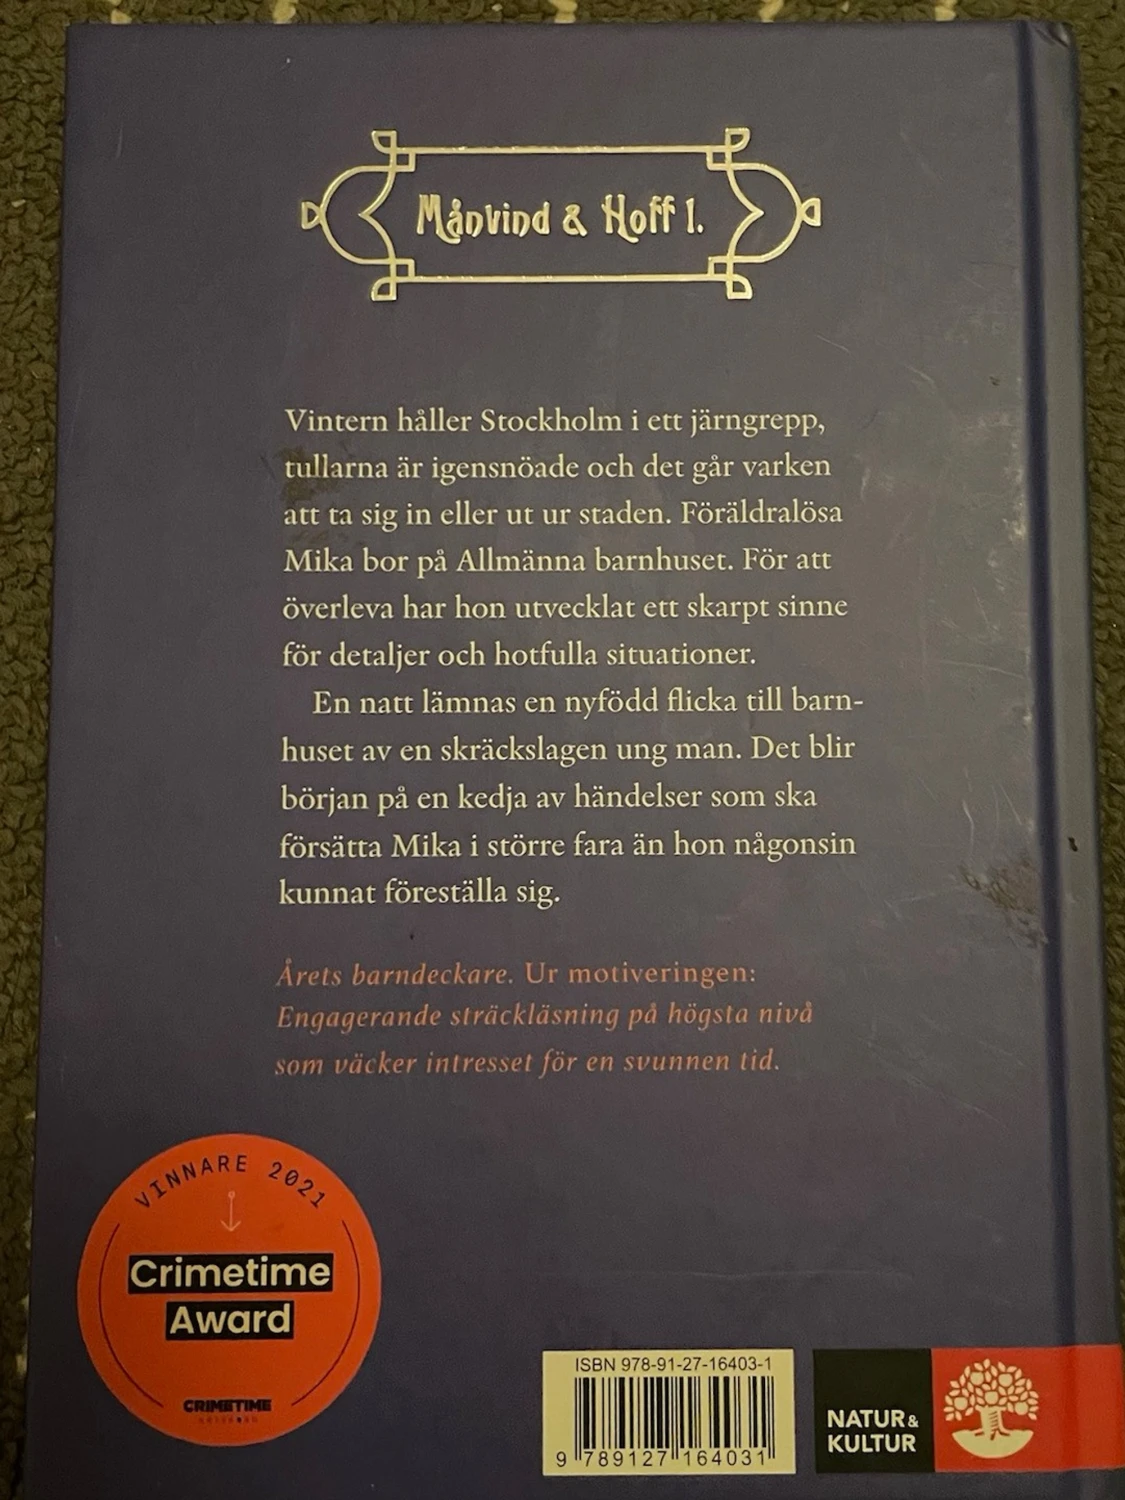 Månvind & Hoff 1.
Vintern håller Stockholm i ett järngrepp,
tullarna är igensnöade och det går varken
att ta sig in eller ut ur staden. Föräldralösa
Mika bor på Allmänna barnhuset. För att
överleva har hon utvecklat ett skarpt sinne
för detaljer och hotfulla situationer.
En natt lämnas en nyfödd flicka till barn-
huset av en skräckslagen ung man. Det blir
början på en kedja av händelser som ska
försätta Mika i större fara än hon någonsin
kunnat föreställa sig.
Årets barndeckare. Ur motiveringen:
Engagerande sträckläsning på högsta nivå
som väcker intresset för en svunnen tid.
VINNARE 2021
Crimetime
Award
CRIMETIME
ISBN 978-91-27-16403-1
9 789127 164031
NATUR &
KULTUR